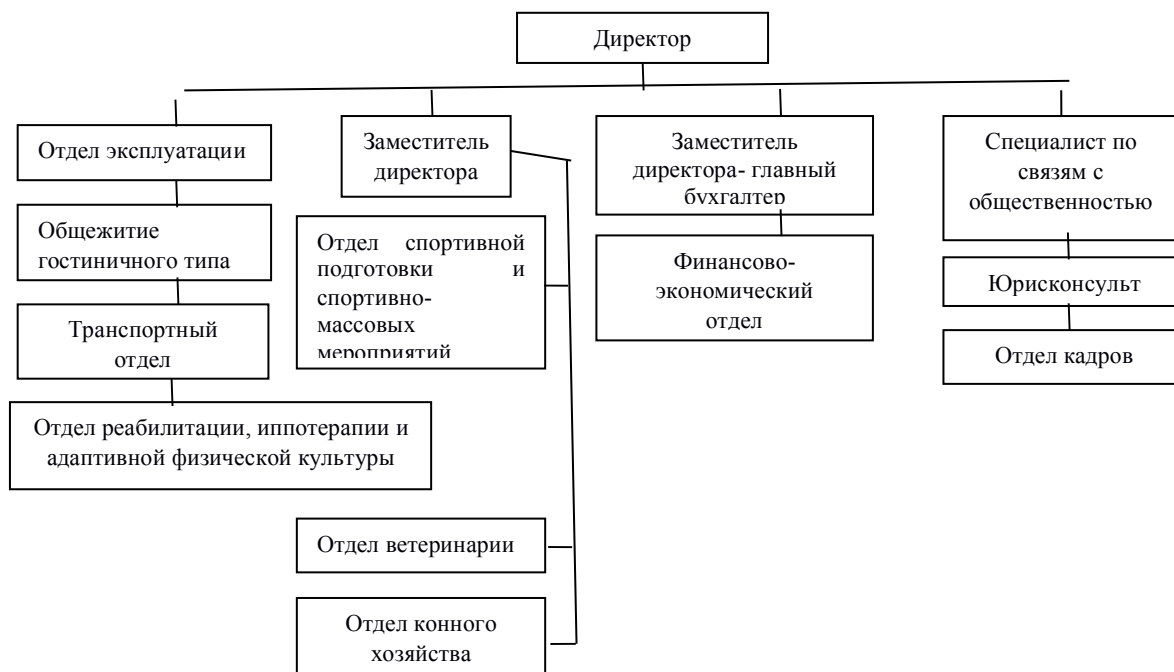 Директор
Отдел эксплуатации
Заместитель
директора
Заместитель
директора- главный
бухгалтер
Специалист по
связям с
общественностью
Общежитие
гостиничного типа
Отдел спортивной
подготовки и
спортивно-
массовых
мероприятий
Финансово-
экономический
отдел
Юрисконсульт
Транспортный
отдел
Отдел кадров
Отдел реабилитации, иппотерапии и
адаптивной физической культуры
Отдел ветеринарии
Отдел конного
хозяйства